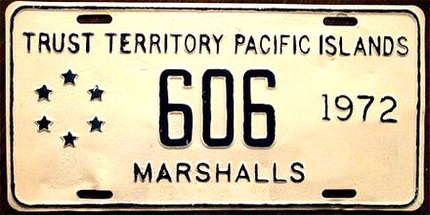 TRUST TERRITORY PACIFIC ISLANDS
606 1972
MARSHALLS